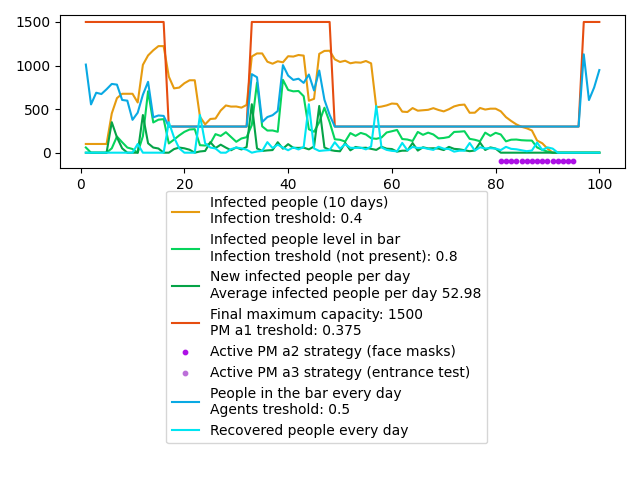 1500
1000
500
0
0 20 40 60 80 100
Infected people (10 days)
Infection treshold: 0.4
Infected people level in bar
Infection treshold (not present): 0.8
New infected people per day
Average infected people per day 52.98
Final maximum capacity: 1500
PM a1 treshold: 0.375
Active PM a2 strategy (face masks)
Active PM a3 strategy (entrance test)
People in the bar every day
Agents treshold: 0.5
Recovered people every day